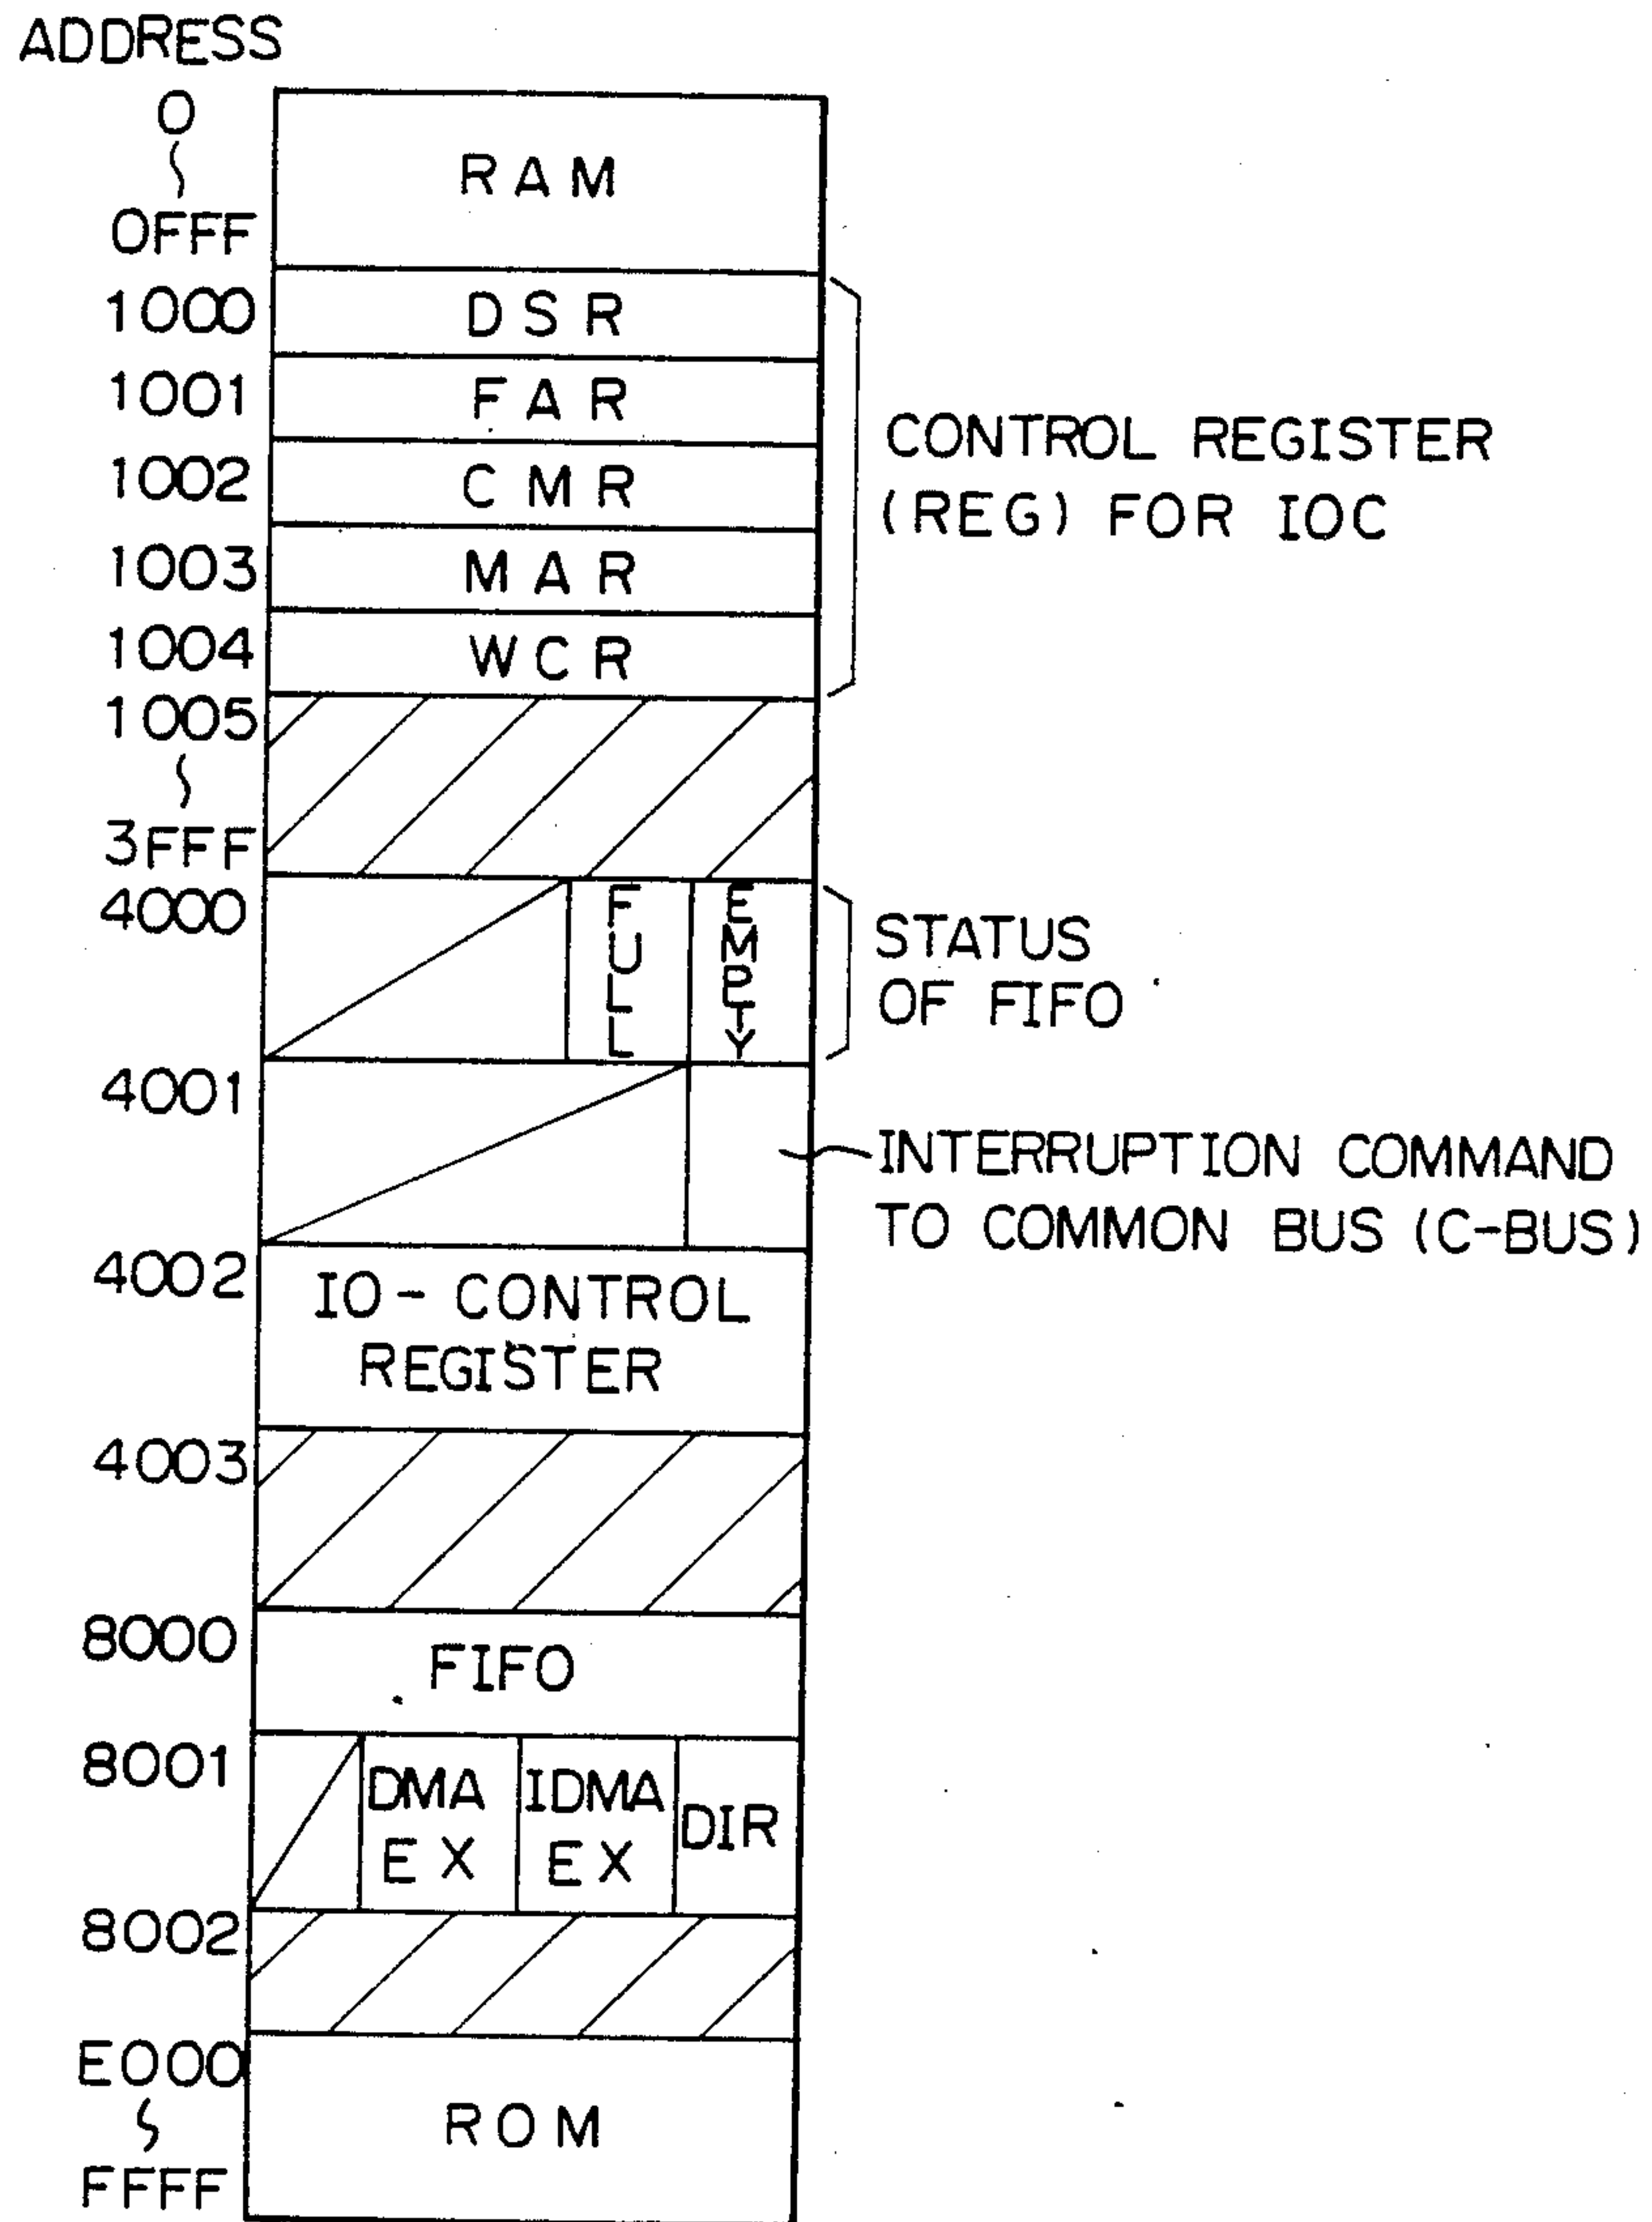 ADDRESS
0
OFFF
RAM
1000
DSR
1001
FAR
1002
CMR
1003
MAR
1004
WCR
CONTROL REGISTER
(REG) FOR IOC
1005
3FFF
4000
FULL
EMPTY
STATUS
OF FIFO
4001
INTERRUPTION COMMAND
TO COMMON BUS (C-BUS)
4002
IO-CONTROL
REGISTER
4003
8000
FIFO
8001
DMA
EX
IDMA
EX
DIR
8002
E000
FFFF
ROM